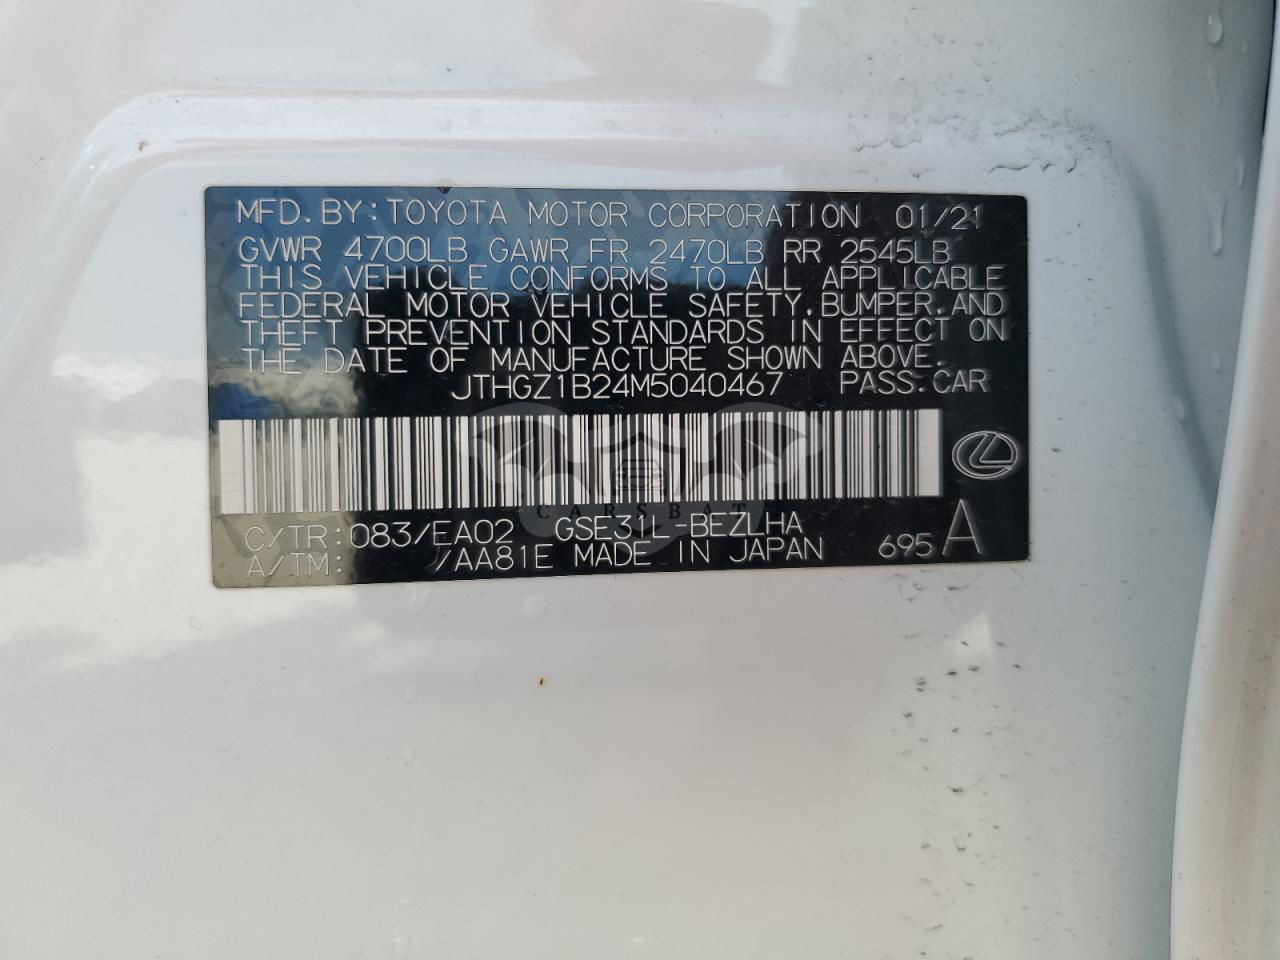 MFD. BY: TOYOTA MOTOR CORPORATION 01/21
GVWR 4700LB GAWR FR 2470LB RR 2545LB
THIS VEHICLE CONFORMS TO ALL APPLICABLE
FEDERAL MOTOR VEHICLE SAFETY, BUMPER, AND
THEFT PREVENTION STANDARDS IN EFFECT ON
THE DATE OF MANUFACTURE SHOWN ABOVE.
JTHGZ1B24M5040467 PASS. CAR
CARSBAT
C/TR: 083/EA02 GSE31L-BEZLHA
A/TM: /AA81E MADE IN JAPAN 695 A